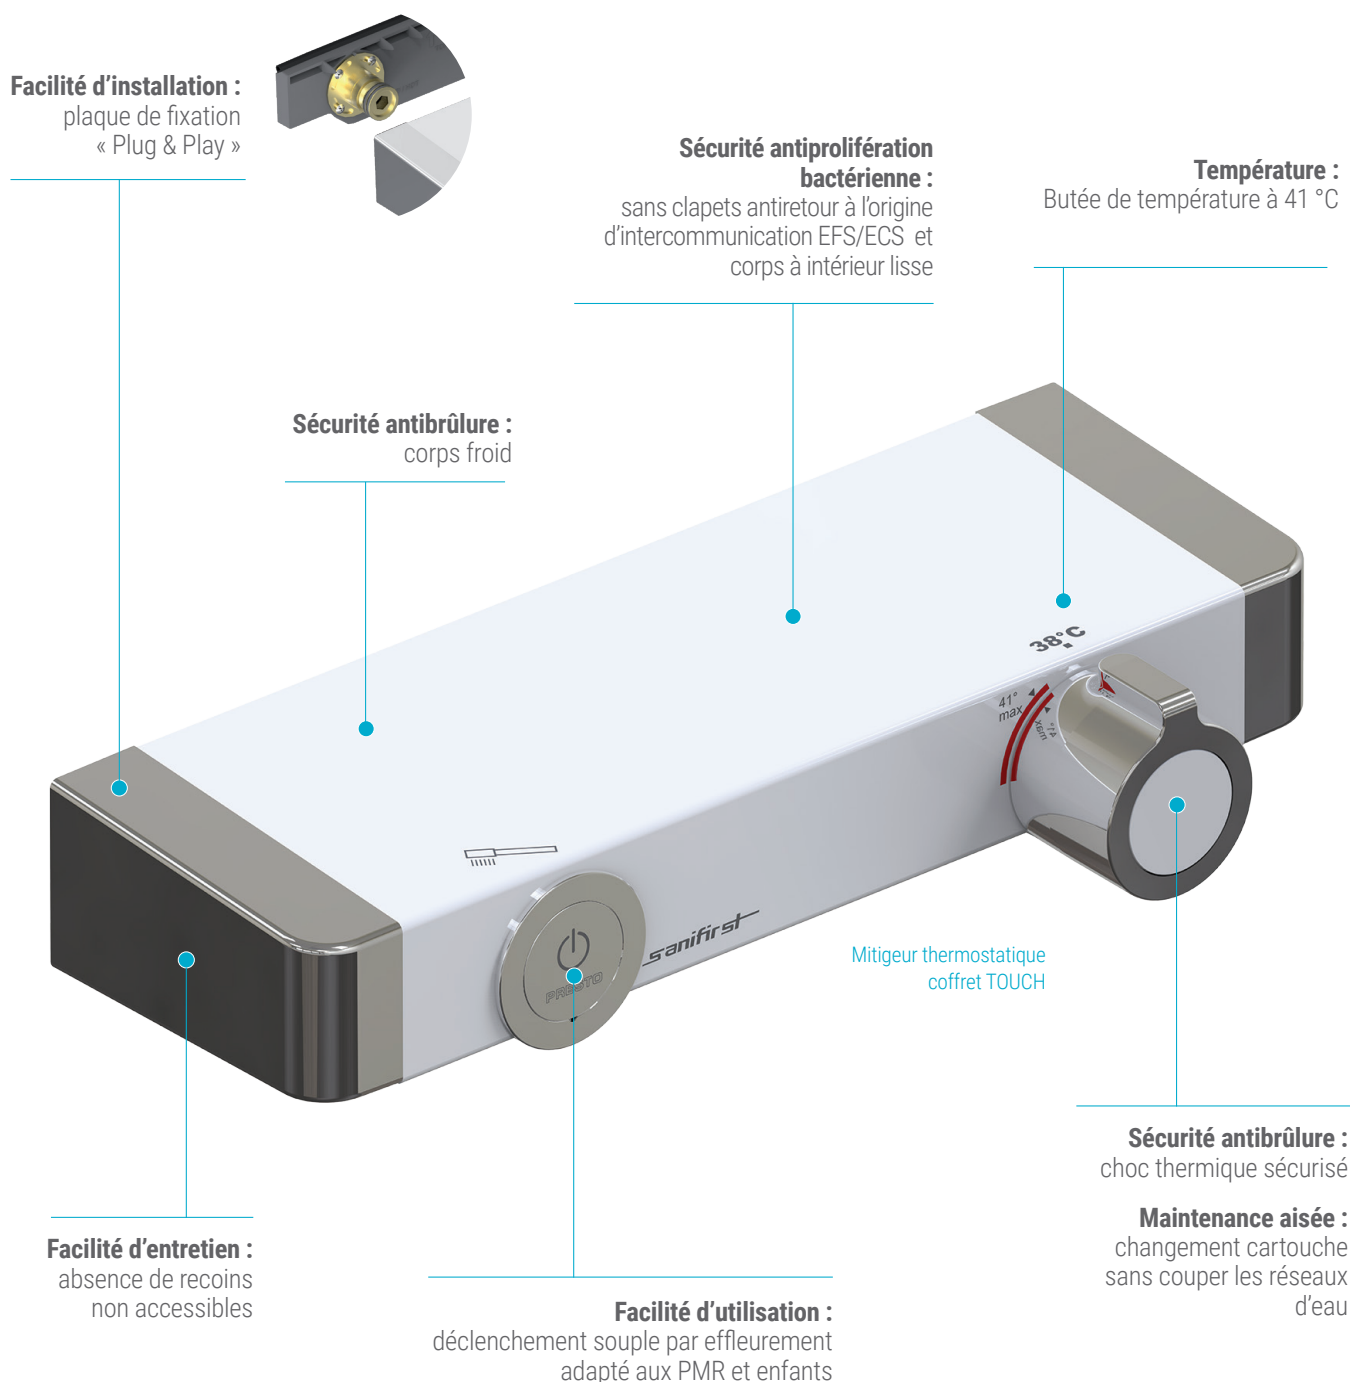 Facilité d’installation :
plaque de fixation
« Plug & Play »
Sécurité antiprolifération
bactérienne :
sans clapets antiretour à l’origine
d’intercommunication EFS/ECS et
corps à intérieur lisse
Température :
Butée de température à 41 °C
Sécurité antibrûlure :
corps froid
38°C
41°
max
41°
max
sanifirst
PRESTO
Mitigeur thermostatique
coffret TOUCH
Sécurité antibrûlure :
choc thermique sécurisé
Maintenance aisée :
changement cartouche
sans couper les réseaux
d’eau
Facilité d’entretien :
absence de recoins
non accessibles
Facilité d’utilisation :
déclenchement souple par effleurement
adapté aux PMR et enfants